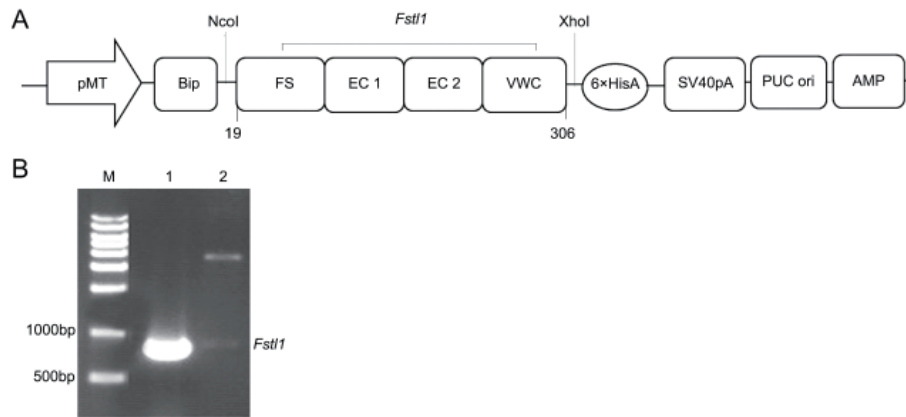 A
NcoI Fstl1 XhoI
pMT Bip FS EC 1 EC 2 VWC 6×HisA SV40pA PUC ori AMP
19 306
B
M 1 2
1000bp
Fstl1
500bp